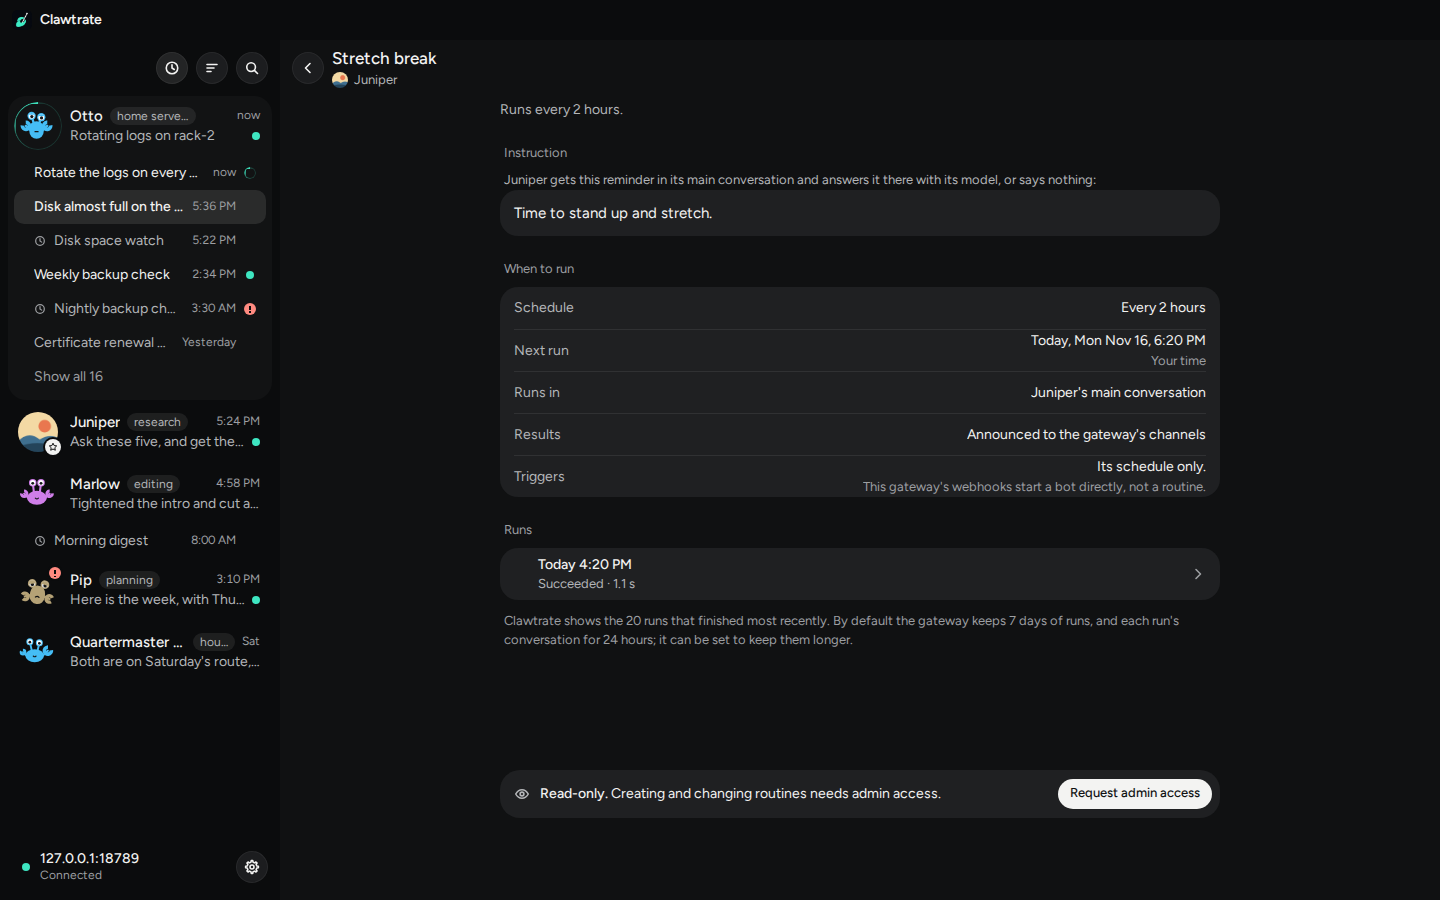 Clawtrate
Otto
home serve...
now
Rotating logs on rack-2
Rotate the logs on every ...
now
Disk almost full on the ...
5:36 PM
Disk space watch
5:22 PM
Weekly backup check
2:34 PM
Nightly backup ch...
3:30 AM
Certificate renewal ...
Yesterday
Show all 16
Juniper
research
5:24 PM
Ask these five, and get the...
Marlow
editing
4:58 PM
Tightened the intro and cut a...
Morning digest
8:00 AM
Pip
planning
3:10 PM
Here is the week, with Thu...
Quartermaster ...
hou...
Sat
Both are on Saturday's route,...
127.0.0.1:18789
Connected
Stretch break
Juniper
Runs every 2 hours.
Instruction
Juniper gets this reminder in its main conversation and answers it there with its model, or says nothing:
Time to stand up and stretch.
When to run
Schedule
Every 2 hours
Next run
Today, Mon Nov 16, 6:20 PM
Your time
Runs in
Juniper's main conversation
Results
Announced to the gateway's channels
Triggers
Its schedule only.
This gateway's webhooks start a bot directly, not a routine.
Runs
Today 4:20 PM
Succeeded · 1.1 s
Clawtrate shows the 20 runs that finished most recently. By default the gateway keeps 7 days of runs, and each run's
conversation for 24 hours; it can be set to keep them longer.
Read-only. Creating and changing routines needs admin access.
Request admin access